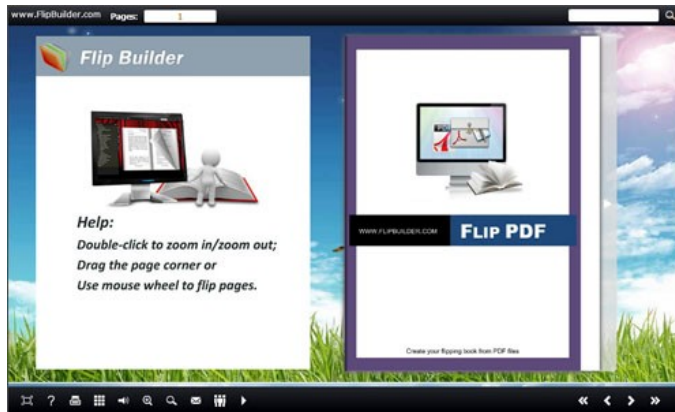 www.FlipBuilder.com Pages: 1
Flip Builder
Help:
Double-click to zoom in/zoom out;
Drag the page corner or
Use mouse wheel to flip pages.
WWW.FLIPBUILDER.COM FLIP PDF
Create your flipping book from PDF files